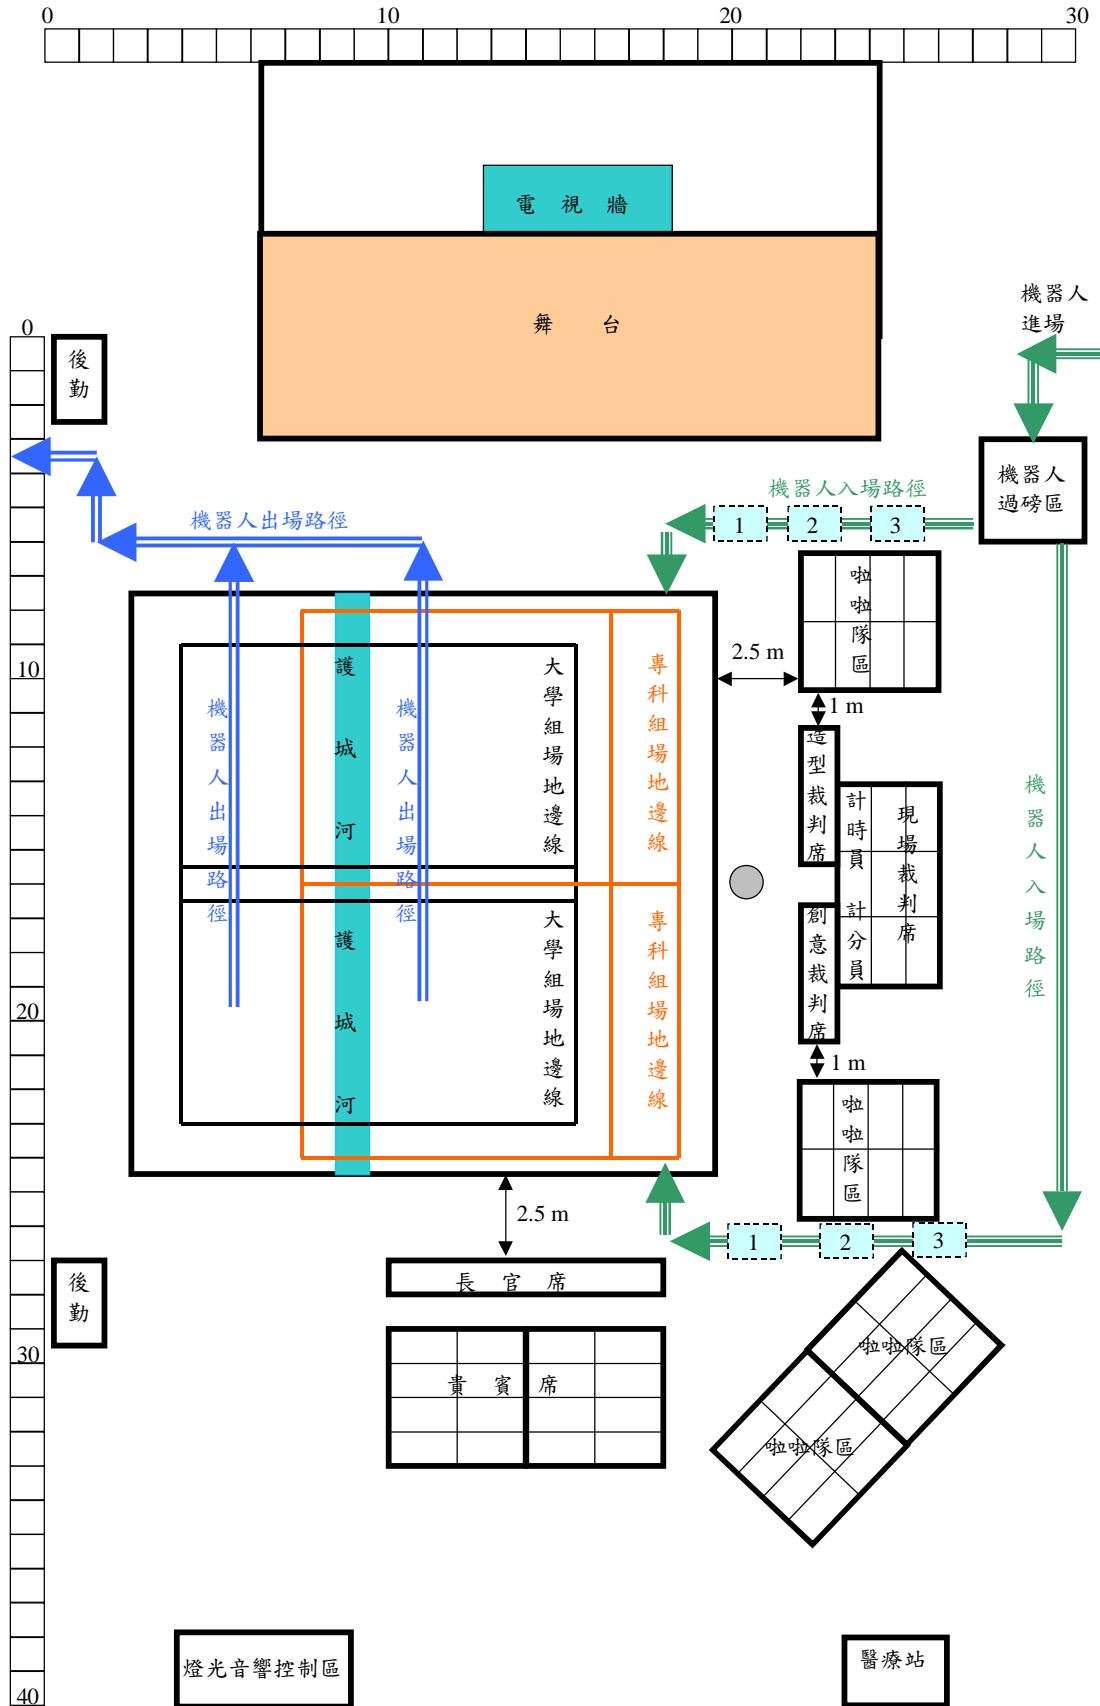 0 10 20 30
電視牆
舞台
機器人
進場
0
後勤
機器人
過磅區
機器人入場路徑
1 2 3
機器人出場路徑
啦啦隊區
2.5 m
10
1 m
護城河
大學組場地邊線
專科組場地邊線
機器人出場路徑
機器人出場路徑
造型裁判席
計時員
現場裁判席
機器人入場路徑
計分員
創意裁判席
護城河
大學組場地邊線
專科組場地邊線
20
1 m
啦啦隊區
2.5 m
1 2 3
後勤
長官席
30
貴賓席
啦啦隊區
啦啦隊區
燈光音響控制區
醫療站
40